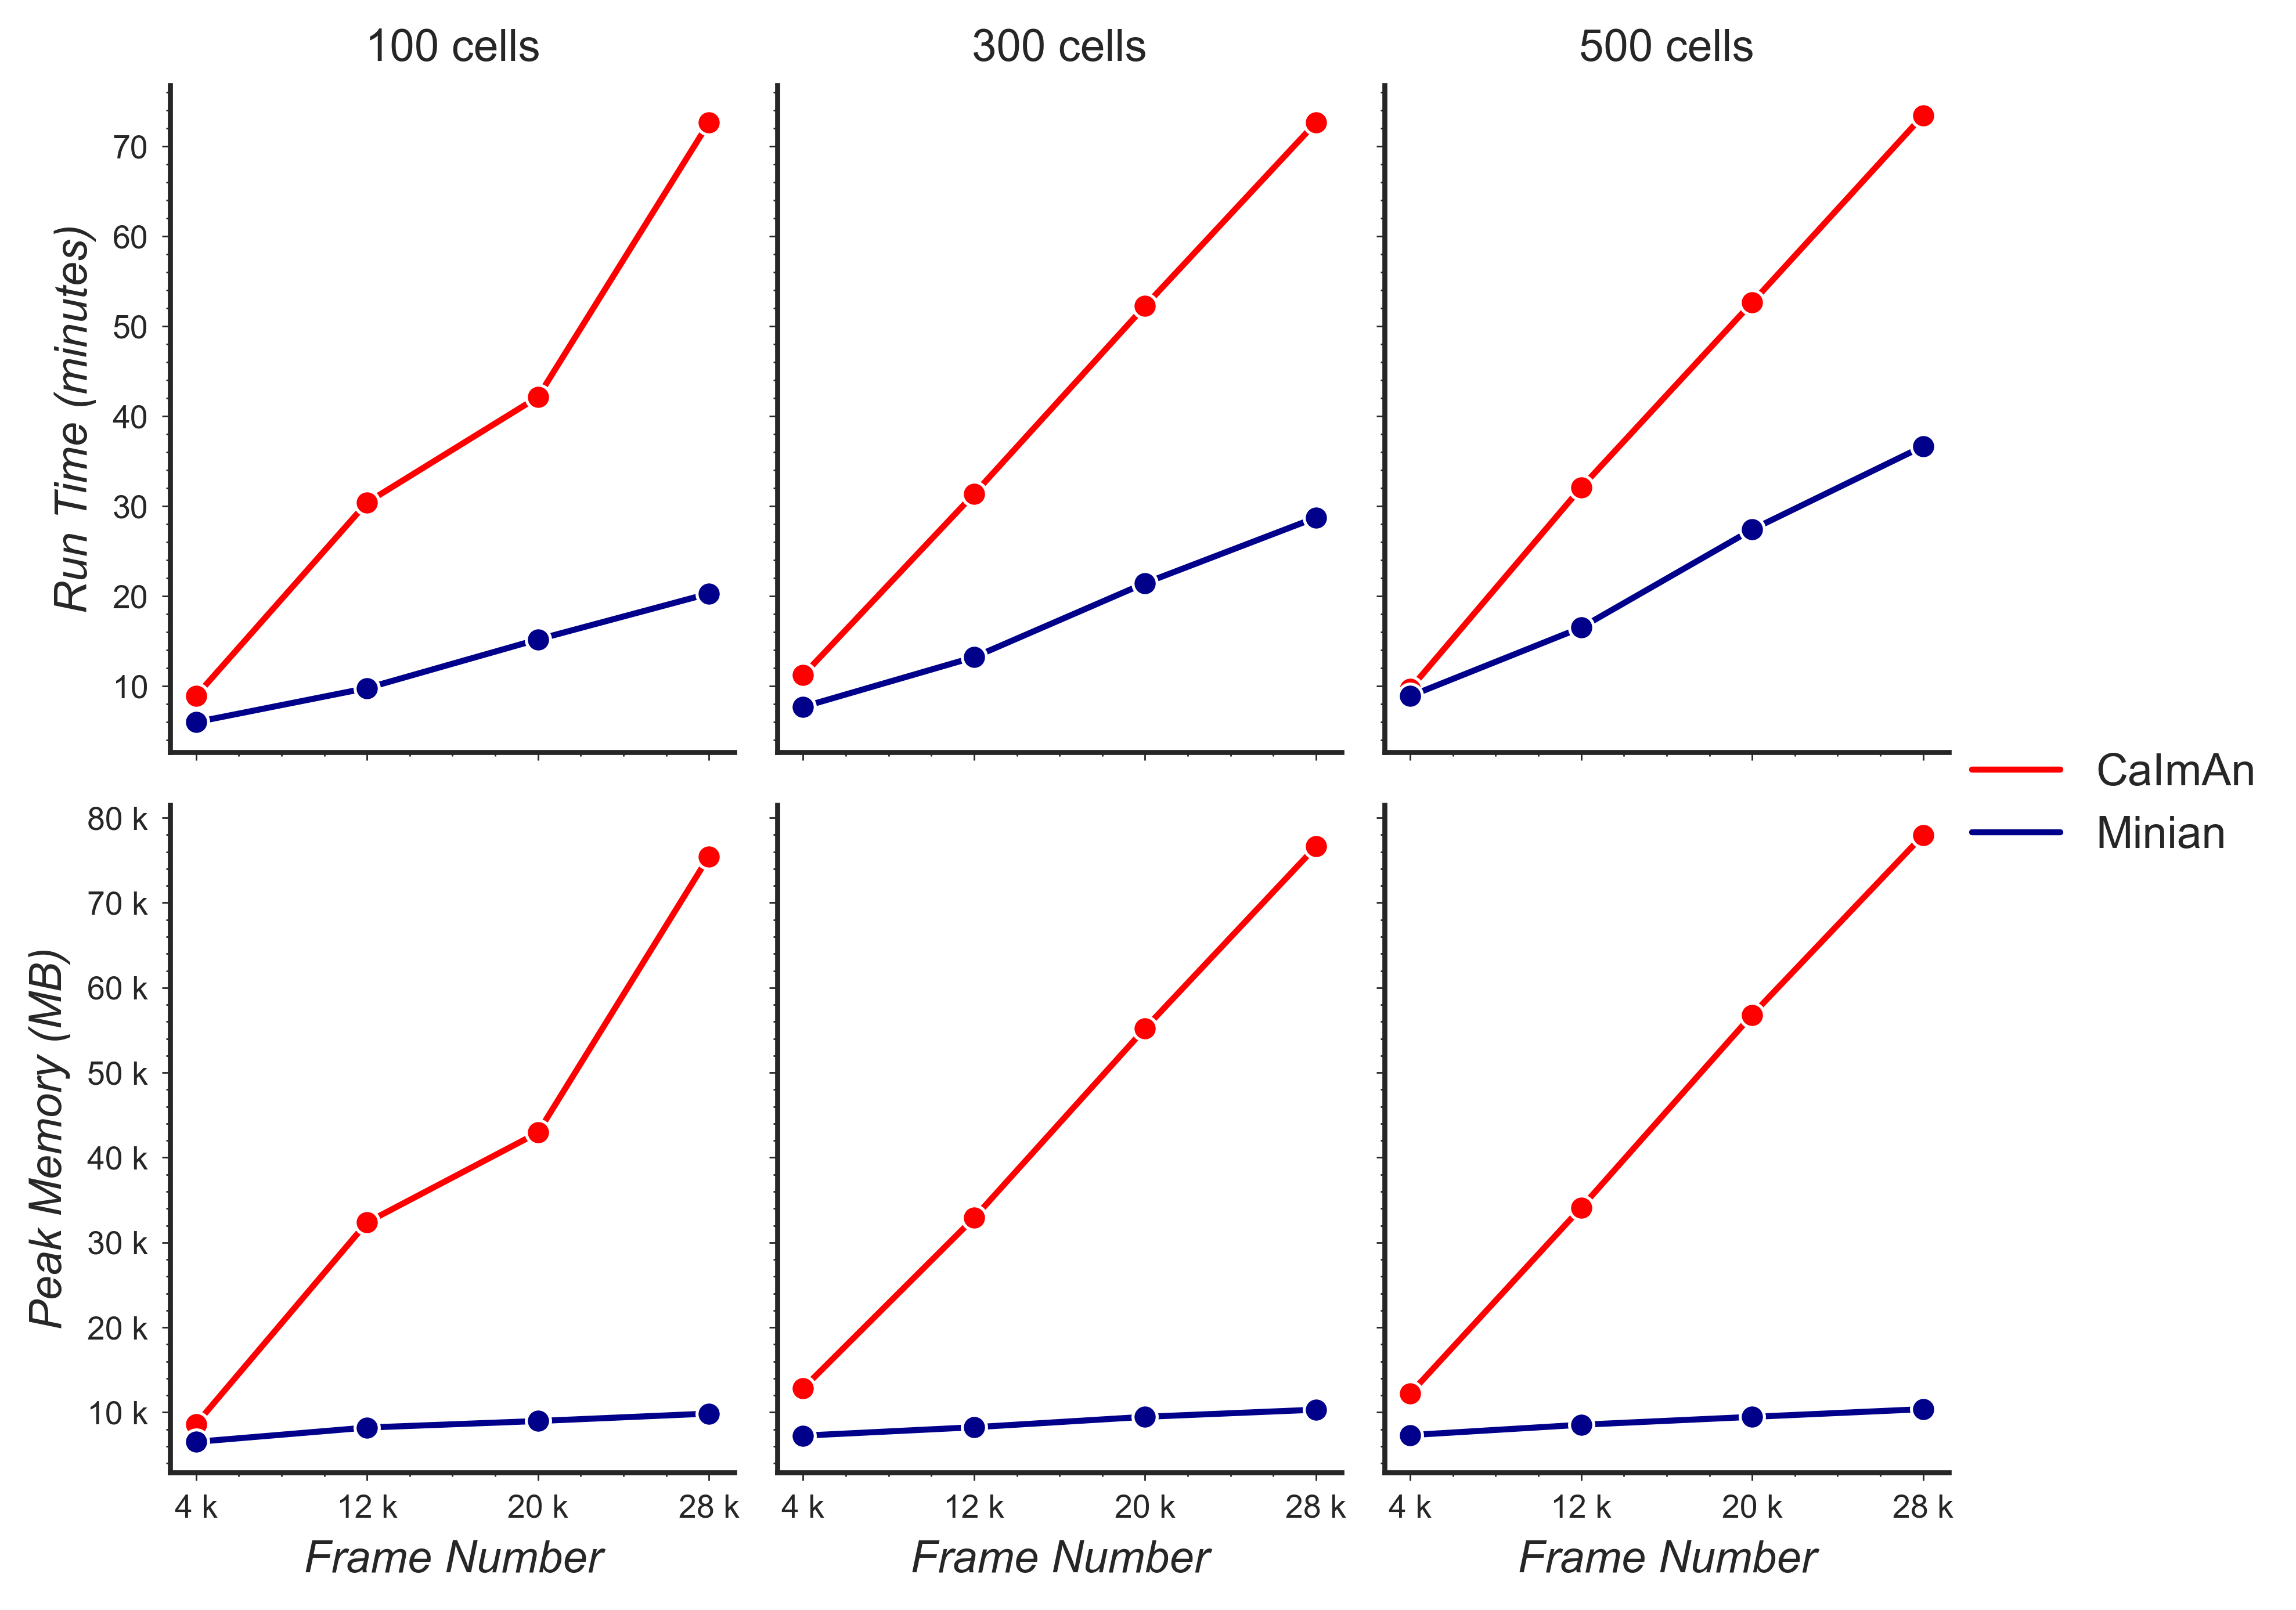 100 cells
300 cells
500 cells
70
60
50
40
30
20
10
Run Time (minutes)
CaImAn
Minian
80 k
70 k
60 k
50 k
40 k
30 k
20 k
10 k
Peak Memory (MB)
4 k 12 k 20 k 28 k
4 k 12 k 20 k 28 k
4 k 12 k 20 k 28 k
Frame Number
Frame Number
Frame Number